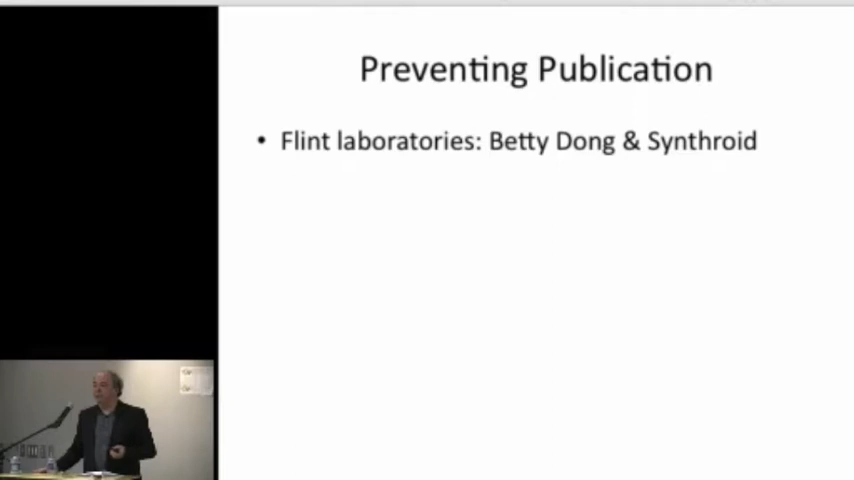 Preventing Publication
• Flint laboratories: Betty Dong & Synthroid